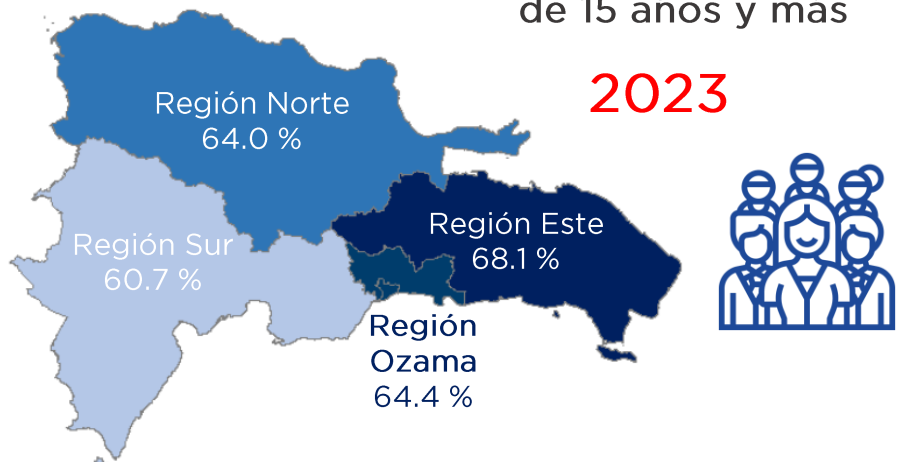 de 15 años y más
2023
Región Norte
64.0 %
Región Este
68.1 %
Región Sur
60.7 %
Región
Ozama
64.4 %